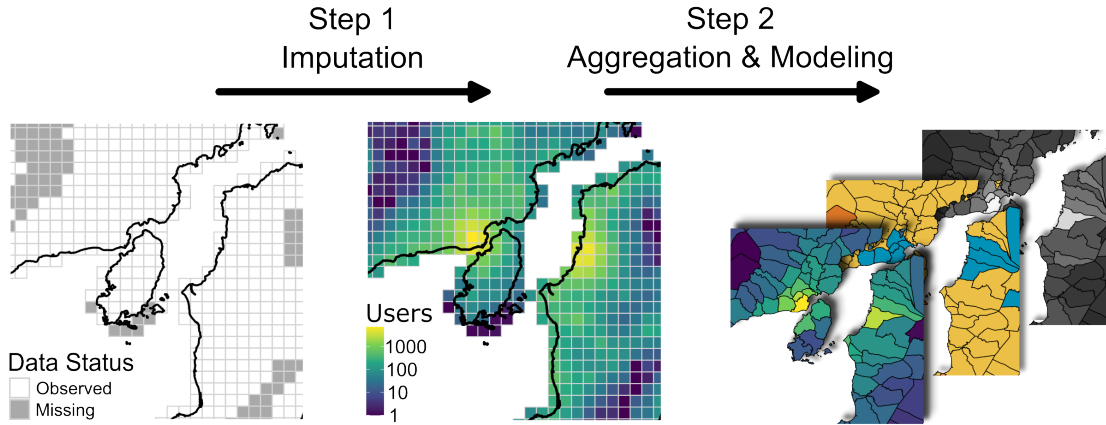 Step 1
Imputation
Step 2
Aggregation & Modeling
Data Status
Observed
Missing
Users
1000
100
10
1